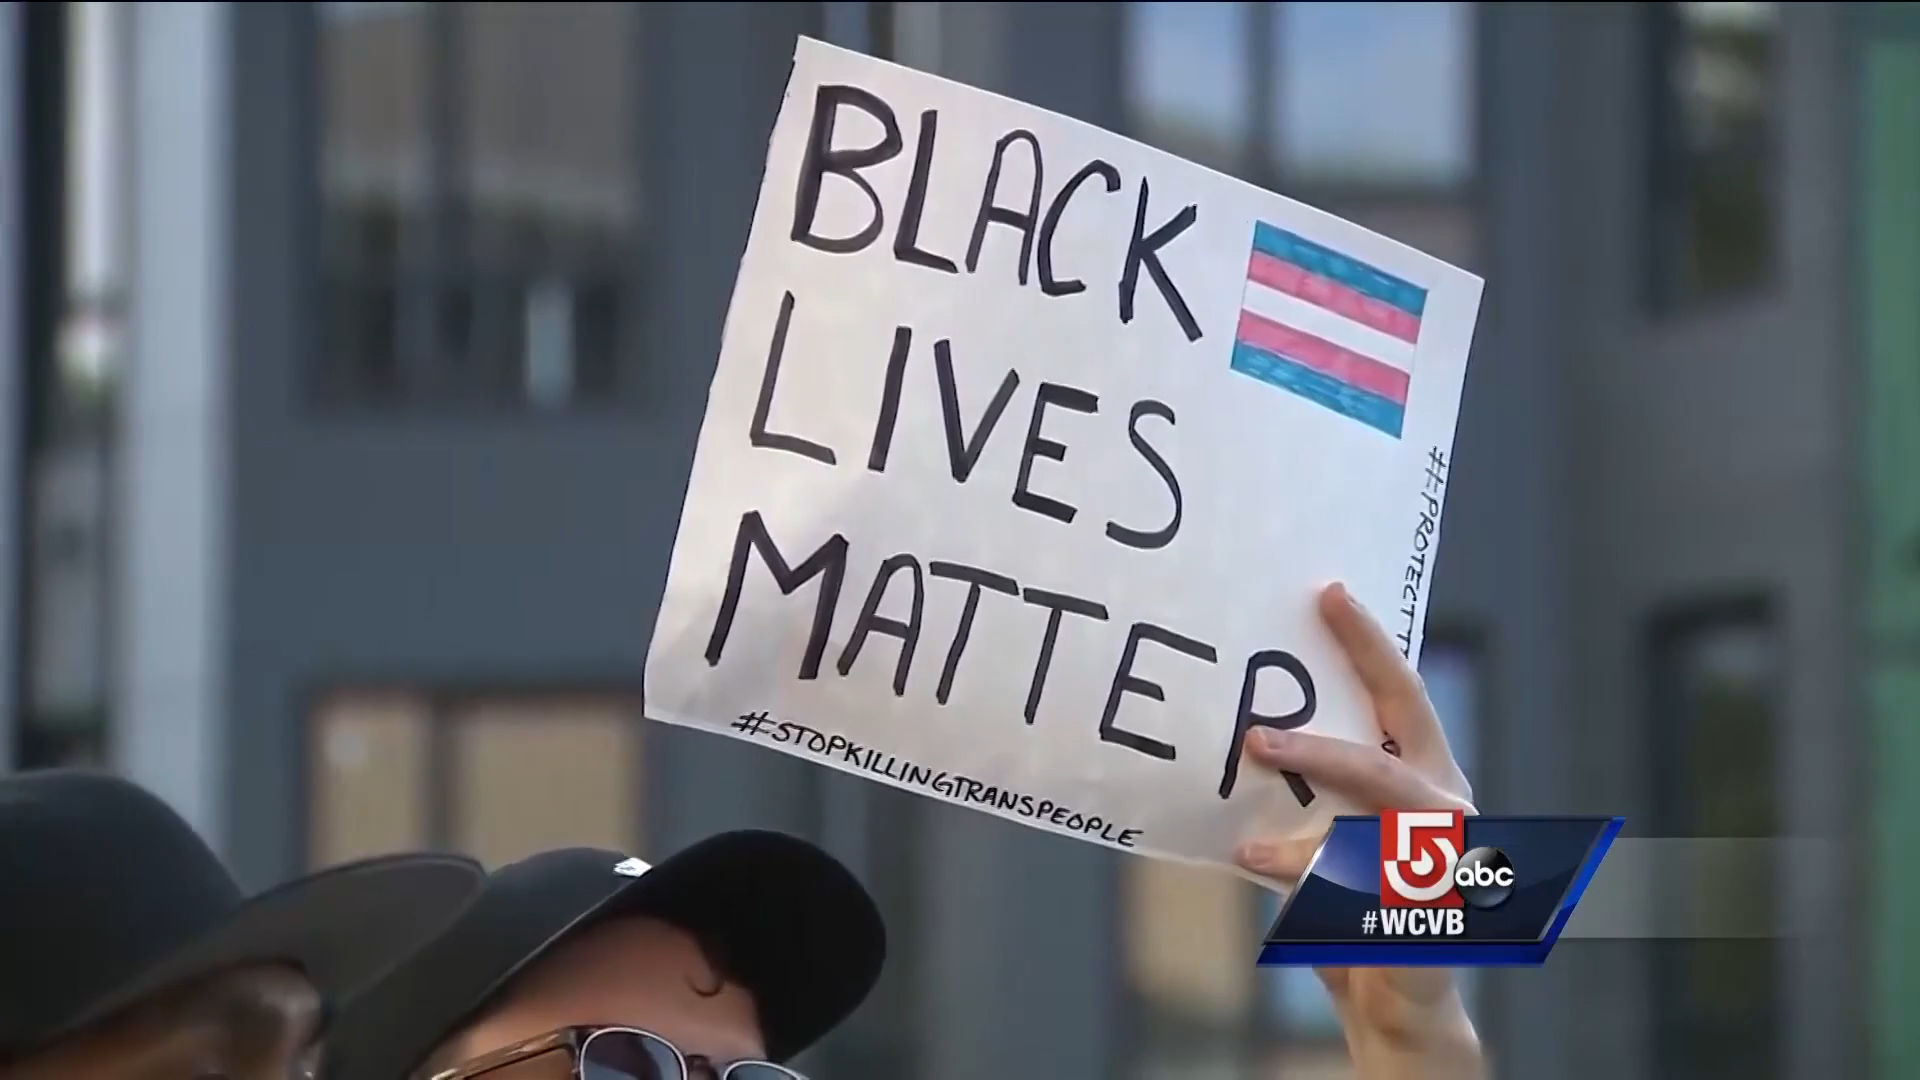 BLACK
LIVES
MATTER
#STOPKILLINGTRANSPEOPLE
5 abc
#WCVB